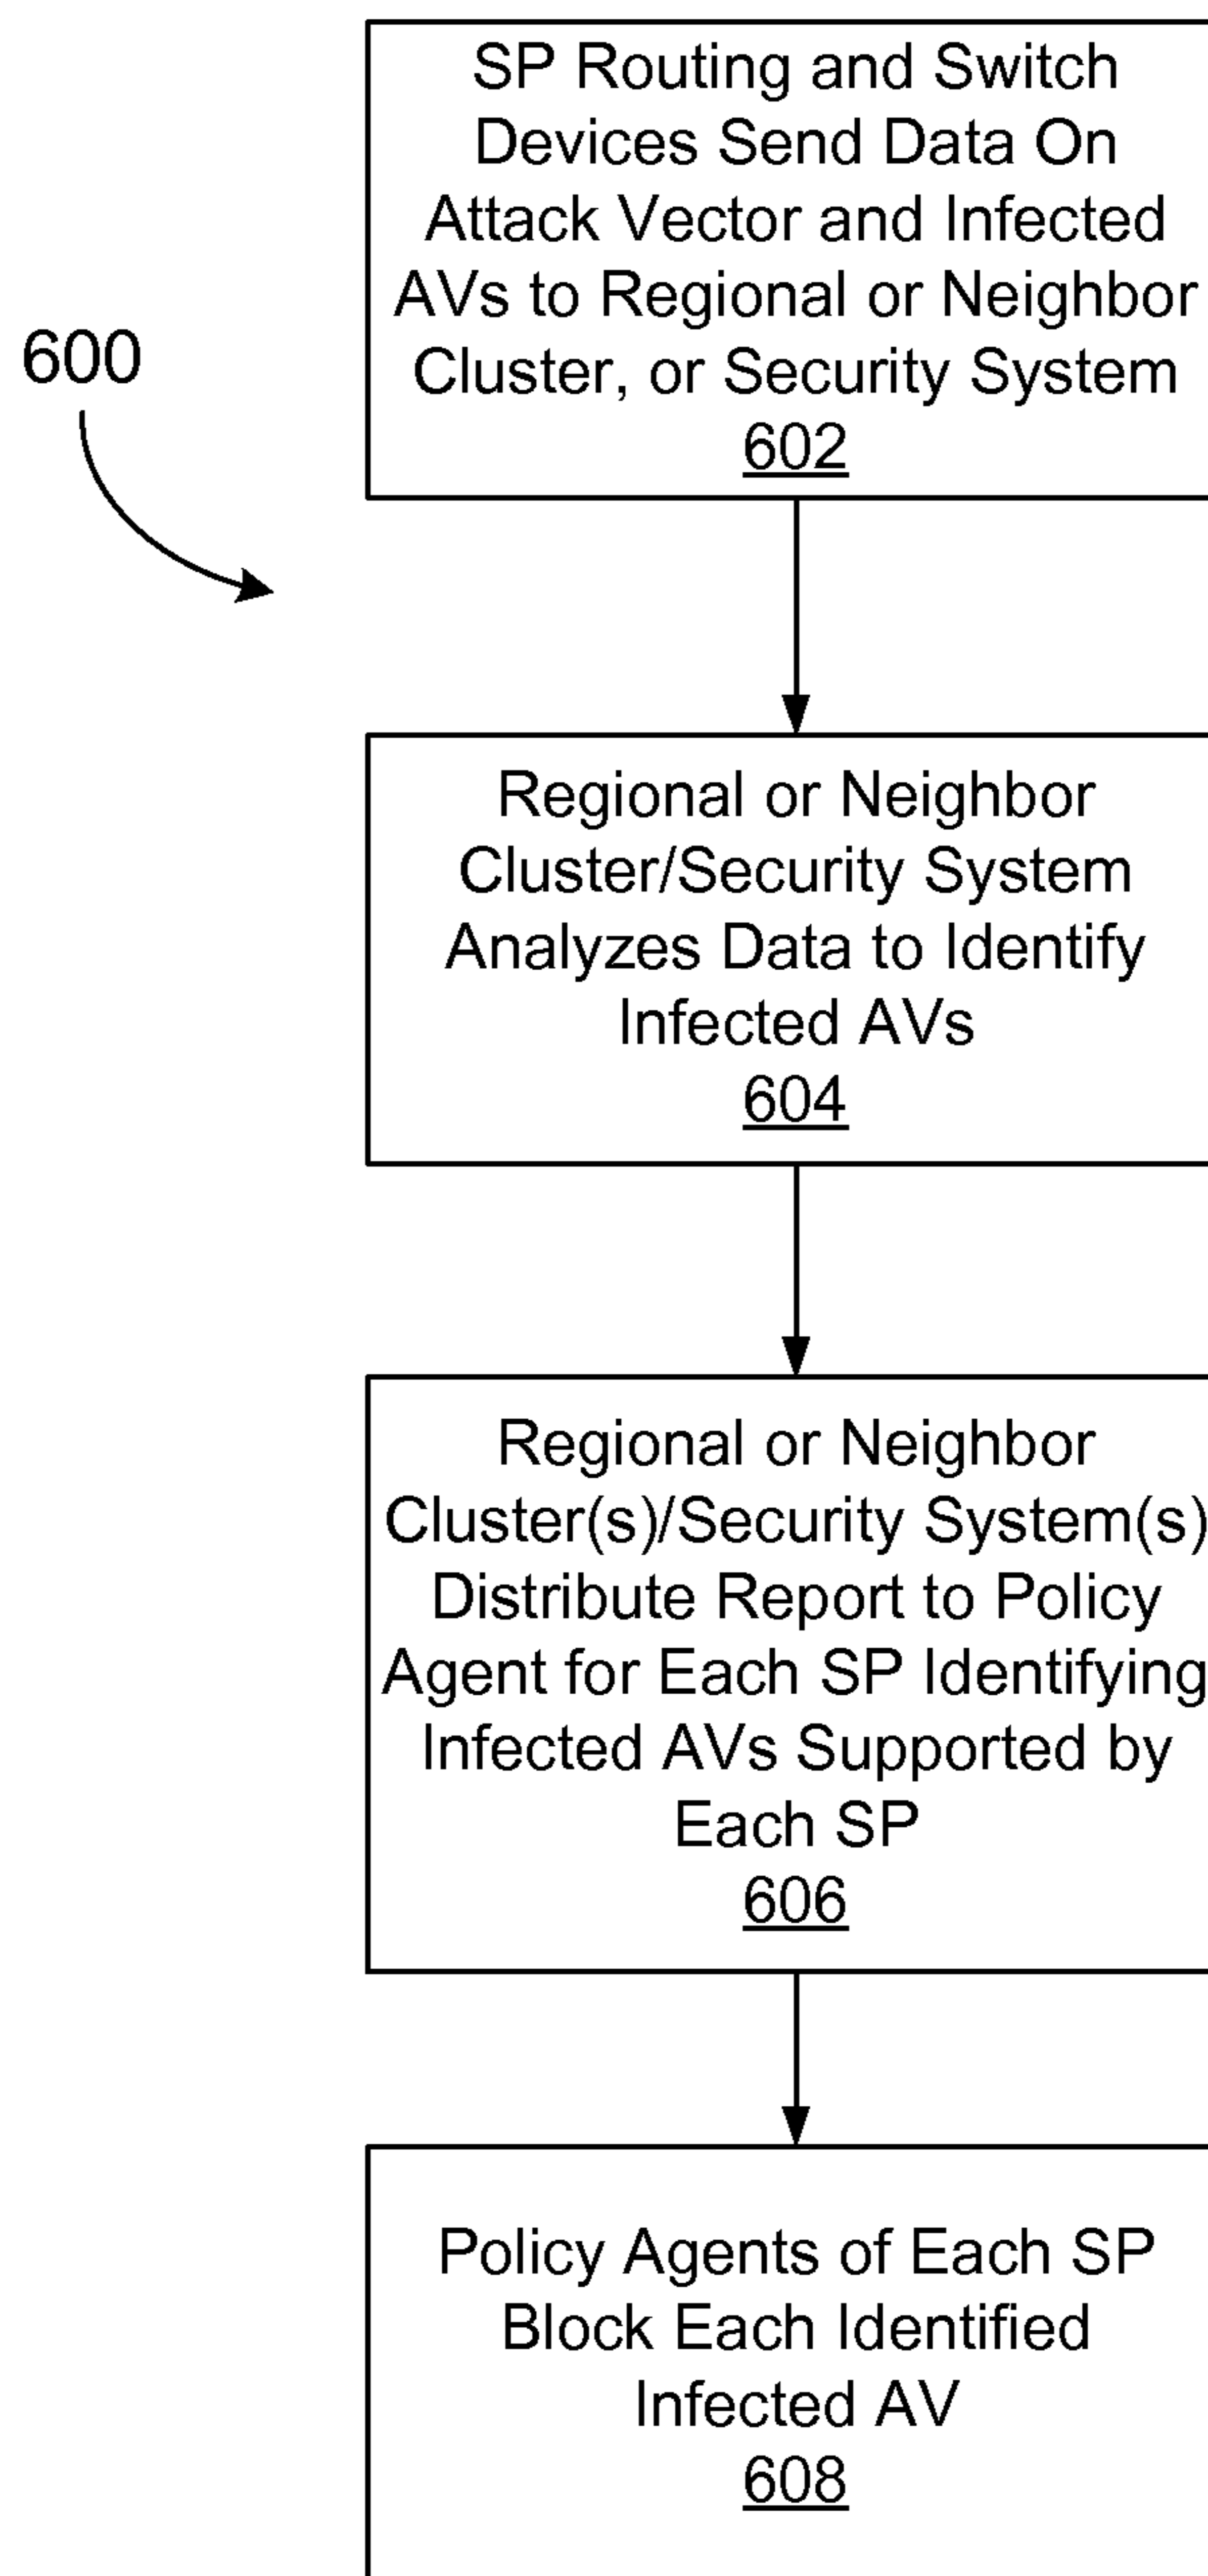 SP Routing and Switch
Devices Send Data On
Attack Vector and Infected
AVs to Regional or Neighbor
Cluster, or Security System
602
600
Regional or Neighbor
Cluster/Security System
Analyzes Data to Identify
Infected AVs
604
Regional or Neighbor
Cluster(s)/Security System(s)
Distribute Report to Policy
Agent for Each SP Identifying
Infected AVs Supported by
Each SP
606
Policy Agents of Each SP
Block Each Identified
Infected AV
608